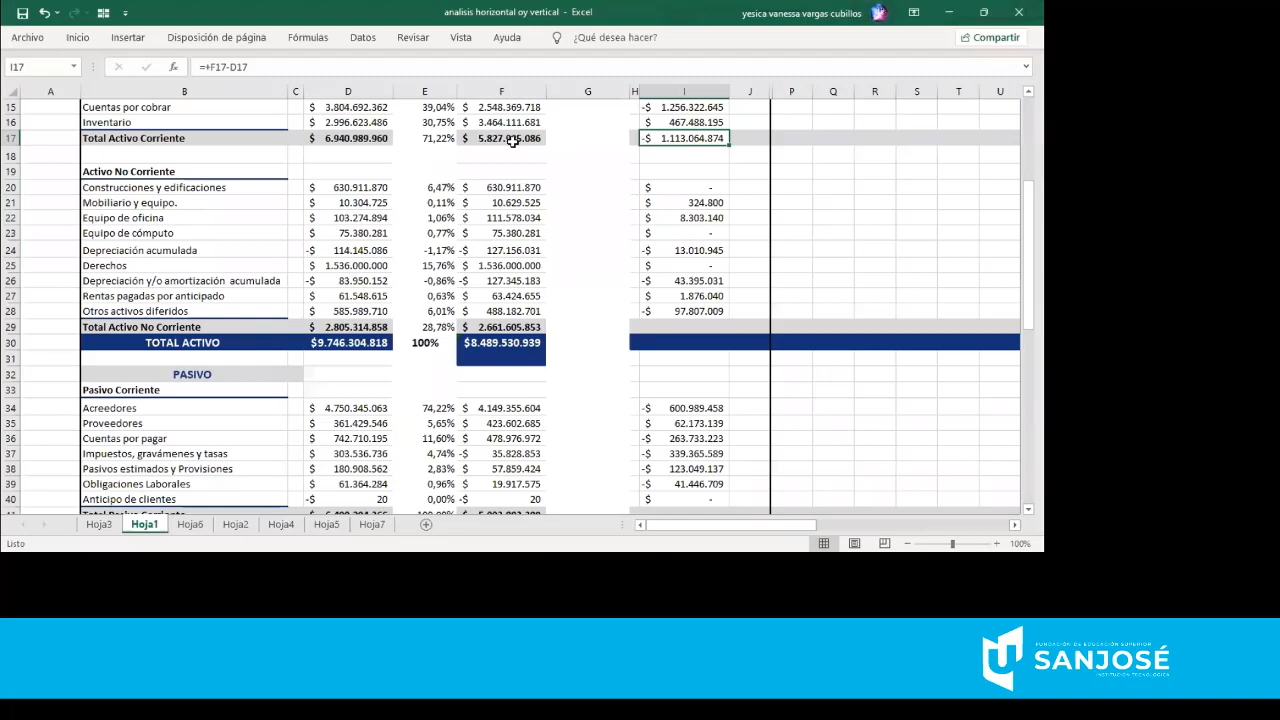 analisis horizontal oy vertical - Excel
yesica vanessa vargas cubillos
Archivo Inicio Insertar Disposición de página Fórmulas Datos Revisar Vista Ayuda ¿Qué desea hacer? Compartir
I17 fx =+F17-D17
A B C D E F G H I J P Q R S T U
15 Cuentas por cobrar $ 3.804.692.362 39,04% $ 2.548.369.718 -$ 1.256.322.645
16 Inventario $ 2.996.623.486 30,75% $ 3.464.111.681 $ 467.488.195
17 Total Activo Corriente $ 6.940.989.960 71,22% $ -$ 1.113.064.874
18
19 Activo No Corriente
20 Construcciones y edificaciones $ 630.911.870 6,47% $ 630.911.870 $ -
21 Mobiliario y equipo. $ 10.304.725 0,11% $ 10.629.525 $ 324.800
22 Equipo de oficina $ 103.274.894 1,06% $ 111.578.034 $ 8.303.140
23 Equipo de cómputo $ 75.380.281 0,77% $ 75.380.281 $ -
24 Depreciación acumulada -$ 114.145.086 -1,17% -$ 127.156.031 -$ 13.010.945
25 Derechos $ 1.536.000.000 15,76% $ 1.536.000.000 $ -
26 Depreciación y/o amortización acumulada -$ 83.950.152 -0,86% -$ 127.345.183 -$ 43.395.031
27 Rentas pagadas por anticipado $ 61.548.615 0,63% $ 63.424.655 $ 1.876.040
28 Otros activos diferidos $ 585.989.710 6,01% $ 488.182.701 -$ 97.807.009
29 Total Activo No Corriente $ 2.805.314.858 28,78% $ 2.661.605.853
30 TOTAL ACTIVO $9.746.304.818 100% $8.489.530.939
31
32 PASIVO
33 Pasivo Corriente
34 Acreedores $ 4.750.345.063 74,22% $ 4.149.355.604 -$ 600.989.458
35 Proveedores $ 361.429.546 5,65% $ 423.602.685 $ 62.173.139
36 Cuentas por pagar $ 742.710.195 11,60% $ 478.976.972 -$ 263.733.223
37 Impuestos, gravámenes y tasas $ 303.536.736 4,74% -$ 35.828.853 -$ 339.365.589
38 Pasivos estimados y Provisiones $ 180.908.562 2,83% $ 57.859.424 -$ 123.049.137
39 Obligaciones Laborales $ 61.364.284 0,96% $ 19.917.575 -$ 41.446.709
40 Anticipo de clientes -$ 20 0,00% -$ 20 $ -
Hoja3 Hoja1 Hoja6 Hoja2 Hoja4 Hoja5 Hoja7
Listo 100%
FUNDACIÓN DE EDUCACIÓN SUPERIOR
SANJOSÉ
INSTITUCIÓN TECNOLÓGICA